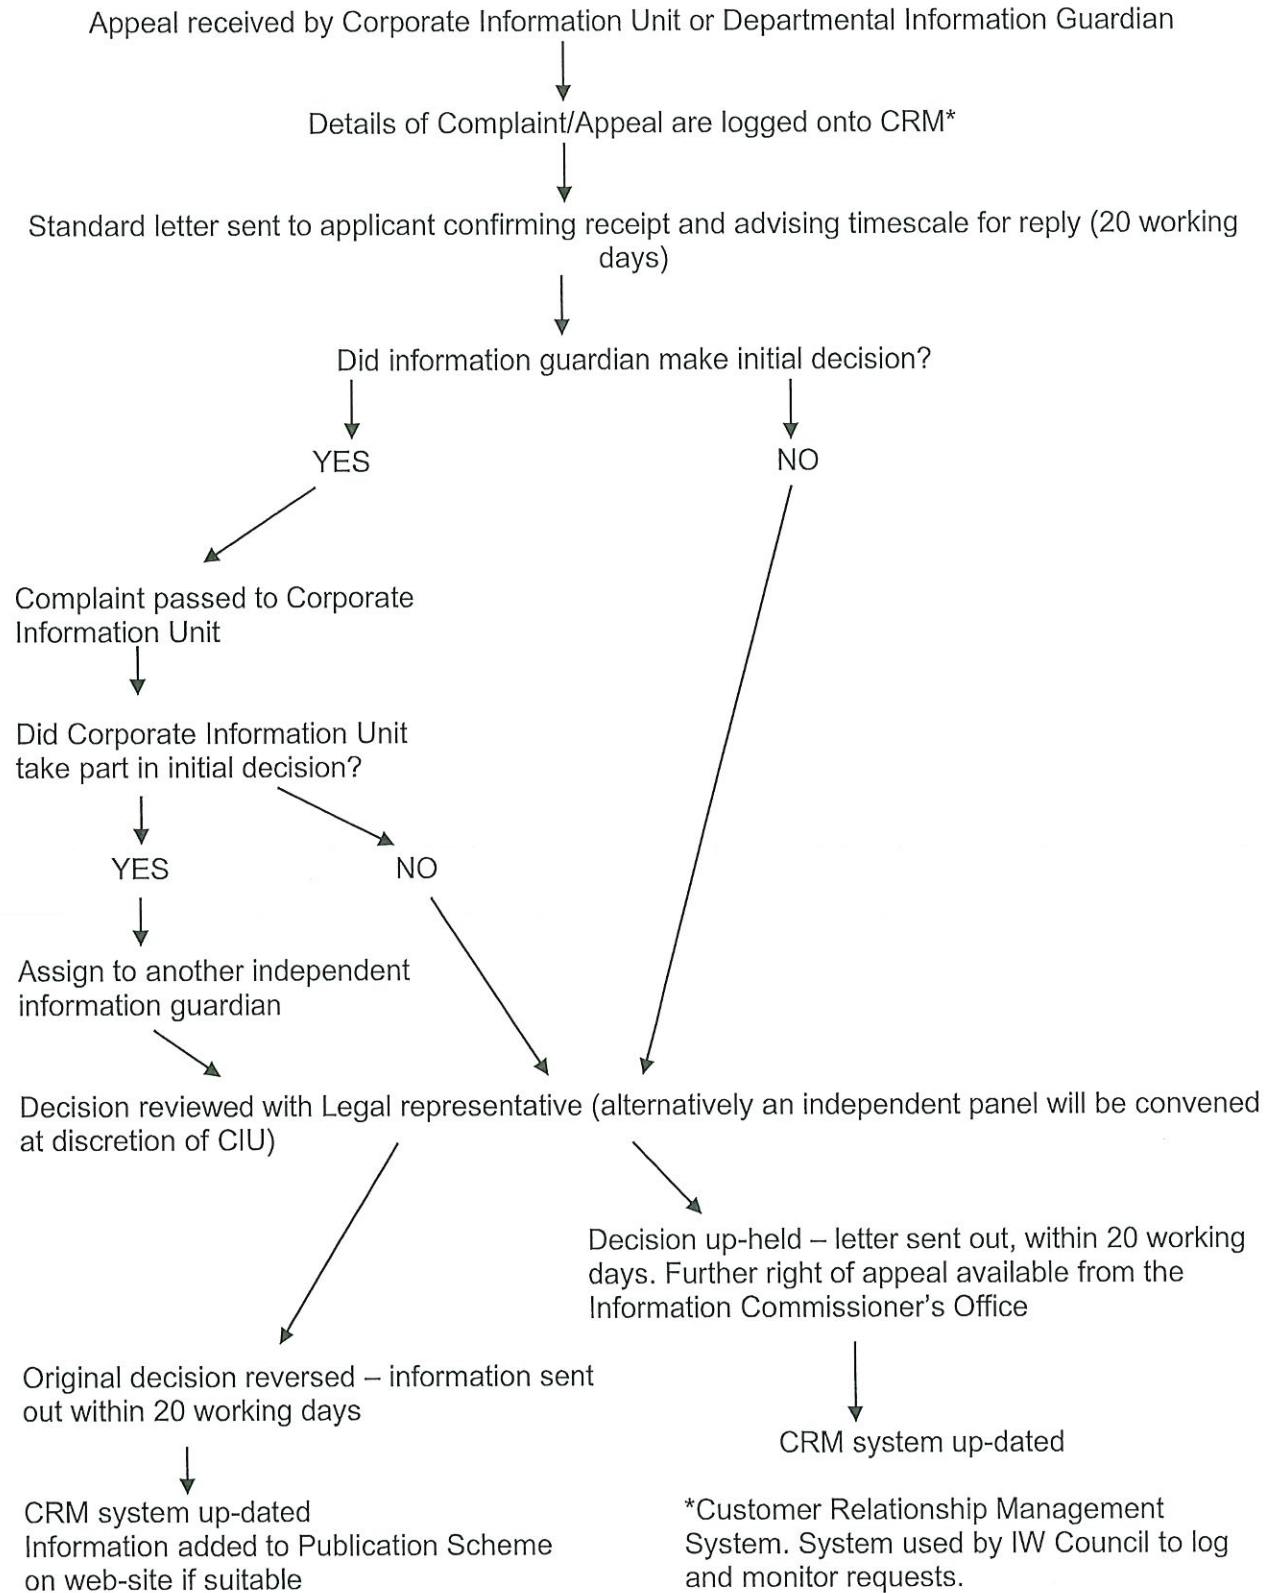 Appeal received by Corporate Information Unit or Departmental Information Guardian
Details of Complaint/Appeal are logged onto CRM*
Standard letter sent to applicant confirming receipt and advising timescale for reply (20 working
days)
Did information guardian make initial decision?
YES
NO
Complaint passed to Corporate
Information Unit
Did Corporate Information Unit
take part in initial decision?
YES
NO
Assign to another independent
information guardian
Decision reviewed with Legal representative (alternatively an independent panel will be convened
at discretion of CIU)
Decision up-held – letter sent out, within 20 working
days. Further right of appeal available from the
Information Commissioner's Office
Original decision reversed – information sent
out within 20 working days
CRM system up-dated
CRM system up-dated
Information added to Publication Scheme
on web-site if suitable
*Customer Relationship Management
System. System used by IW Council to log
and monitor requests.